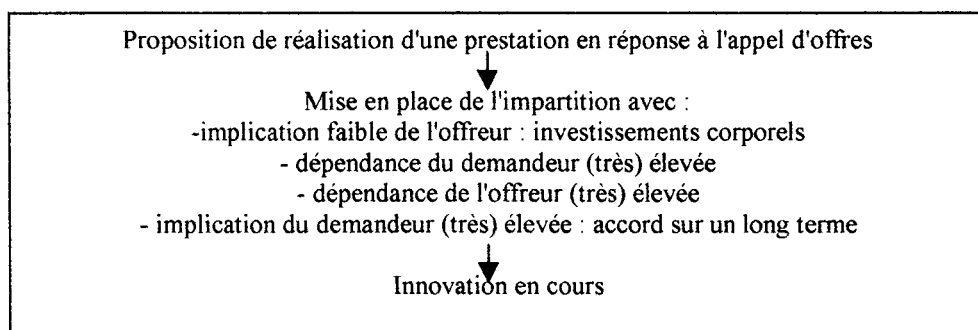 Proposition de réalisation d'une prestation en réponse à l'appel d'offres
Mise en place de l'impartition avec :
-implication faible de l'offreur : investissements corporels
- dépendance du demandeur (très) élevée
- dépendance de l'offreur (très) élevée
- implication du demandeur (très) élevée : accord sur un long terme
Innovation en cours